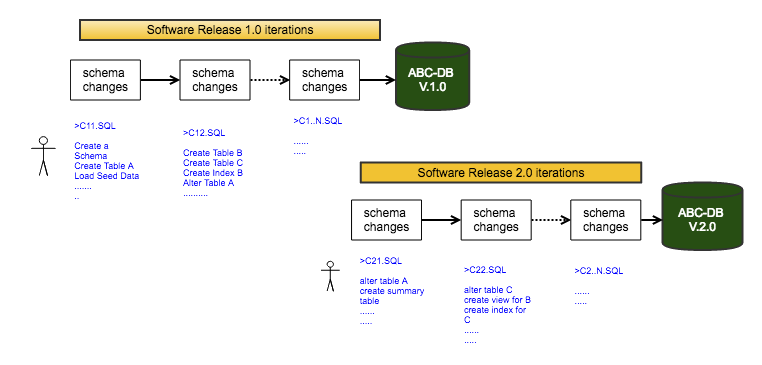 Software Release 1.0 iterations
schema
changes
schema
changes
schema
changes
ABC-DB
V.1.0
>C11.SQL
Create a
Schema
Create Table A
Load Seed Data
.......
..
>C12.SQL
Create Table B
Create Table C
Create Index B
Alter Table A
..........
>C1..N.SQL
......
.....
Software Release 2.0 iterations
schema
changes
schema
changes
schema
changes
ABC-DB
V.2.0
>C21.SQL
alter table A
create summary
table
......
.....
>C22.SQL
alter table C
create view for B
create index for
C
......
.....
>C2..N.SQL
......
.....